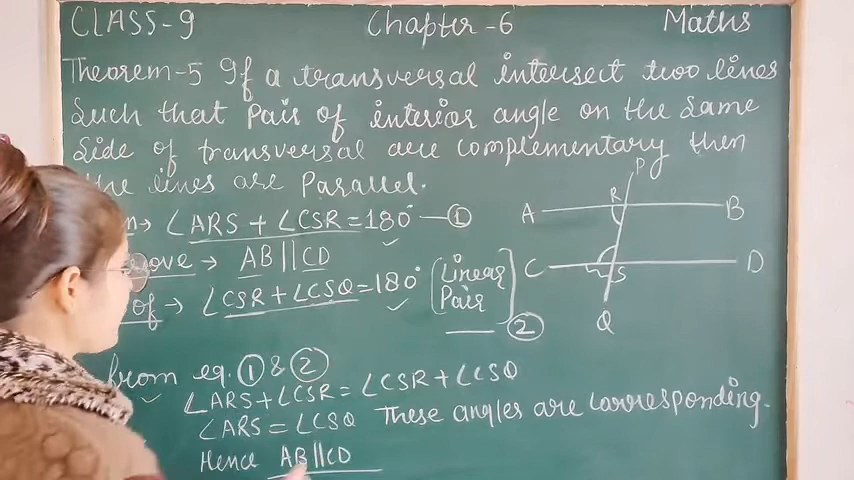 CLASS-9 Chapter-6 Maths
Theorem-5 If a transversal intersect two lines
Such that pair of interior angle on the same
Side of transversal are complementary then
the lines are Parallel.
→ ∠ARS + ∠CSR = 180° — ①
→ AB || CD
→ ∠CSR + ∠CSQ = 180° [Linear
Pair] ②
P
R
A B
C D
S
Q
from eq. ① & ②
∠ARS + ∠CSR = ∠CSR + ∠CSQ
∠ARS = ∠CSQ These angles are corresponding.
Hence AB || CD